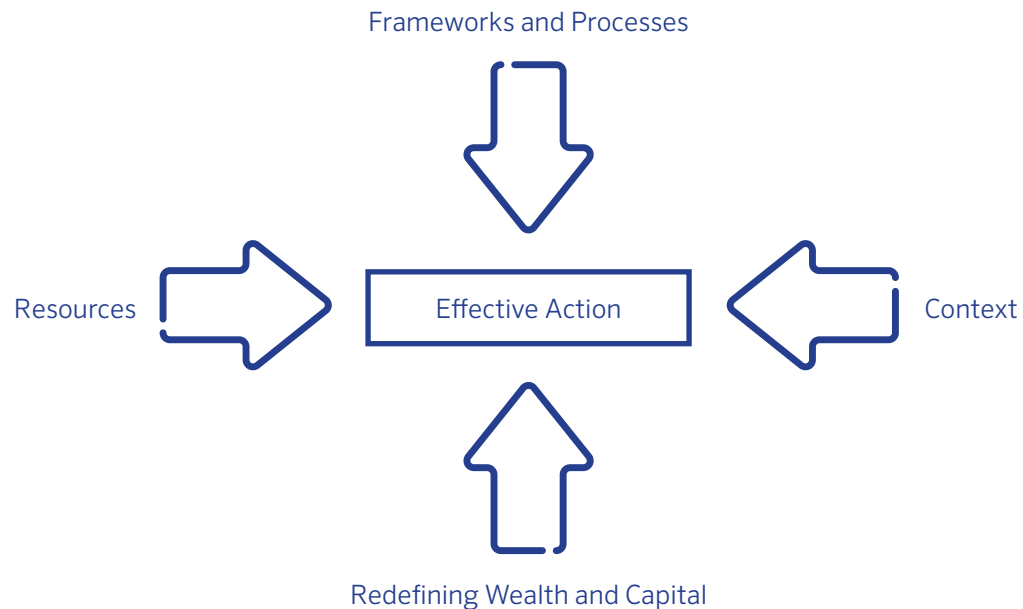 Frameworks and Processes
Resources
Effective Action
Context
Redefining Wealth and Capital